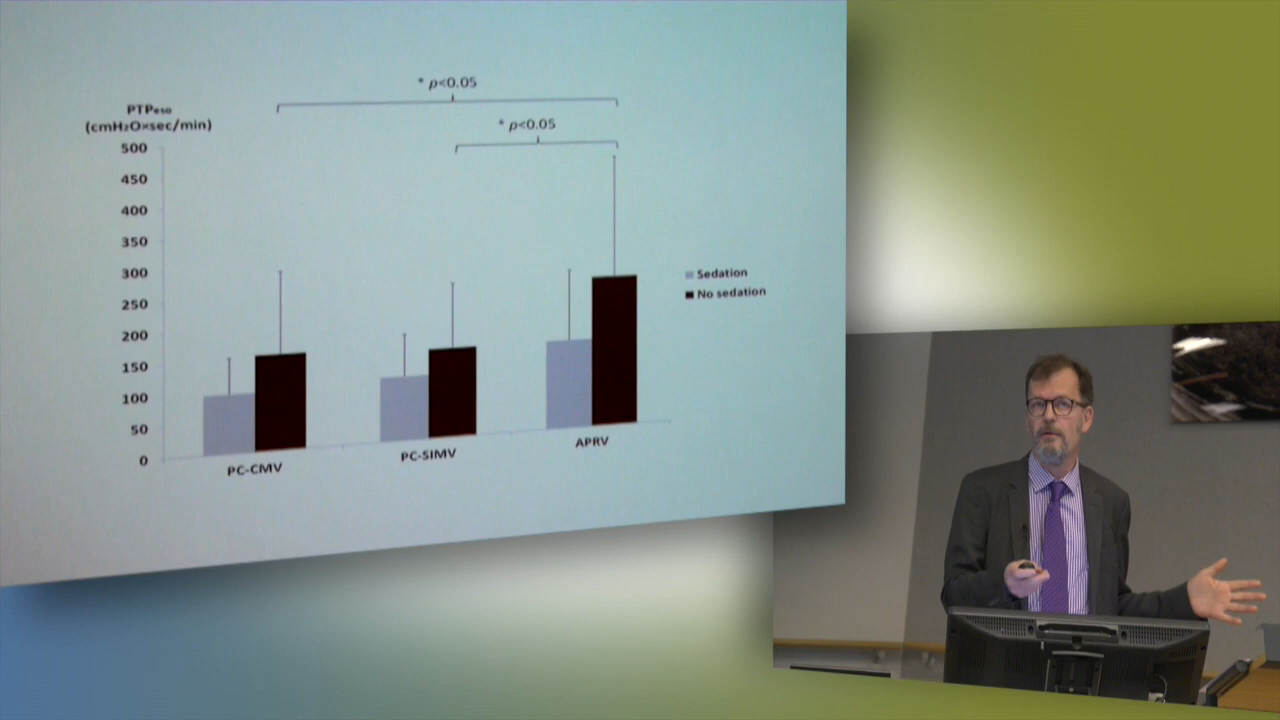 * p<0.05
PTPeso
(cmH₂O×sec/min)
* p<0.05
500
450
400
350
300
250
200
150
100
50
0
Sedation
No sedation
PC-CMV
PC-SIMV
APRV